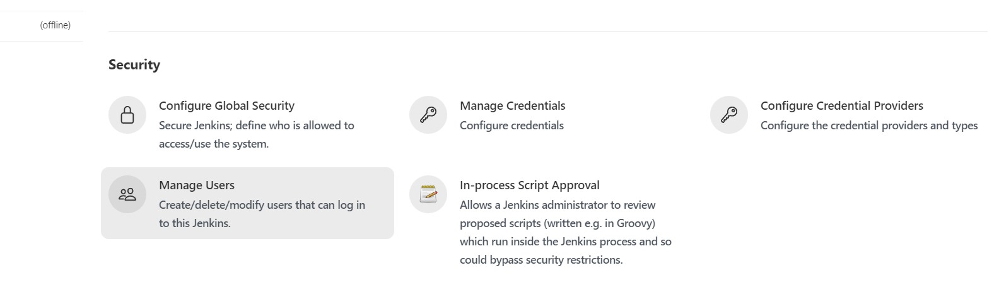 (offline)
Security
Configure Global Security
Secure Jenkins; define who is allowed to
access/use the system.
Manage Credentials
Configure credentials
Configure Credential Providers
Configure the credential providers and types
Manage Users
Create/delete/modify users that can log in
to this Jenkins.
In-process Script Approval
Allows a Jenkins administrator to review
proposed scripts (written e.g. in Groovy)
which run inside the Jenkins process and so
could bypass security restrictions.